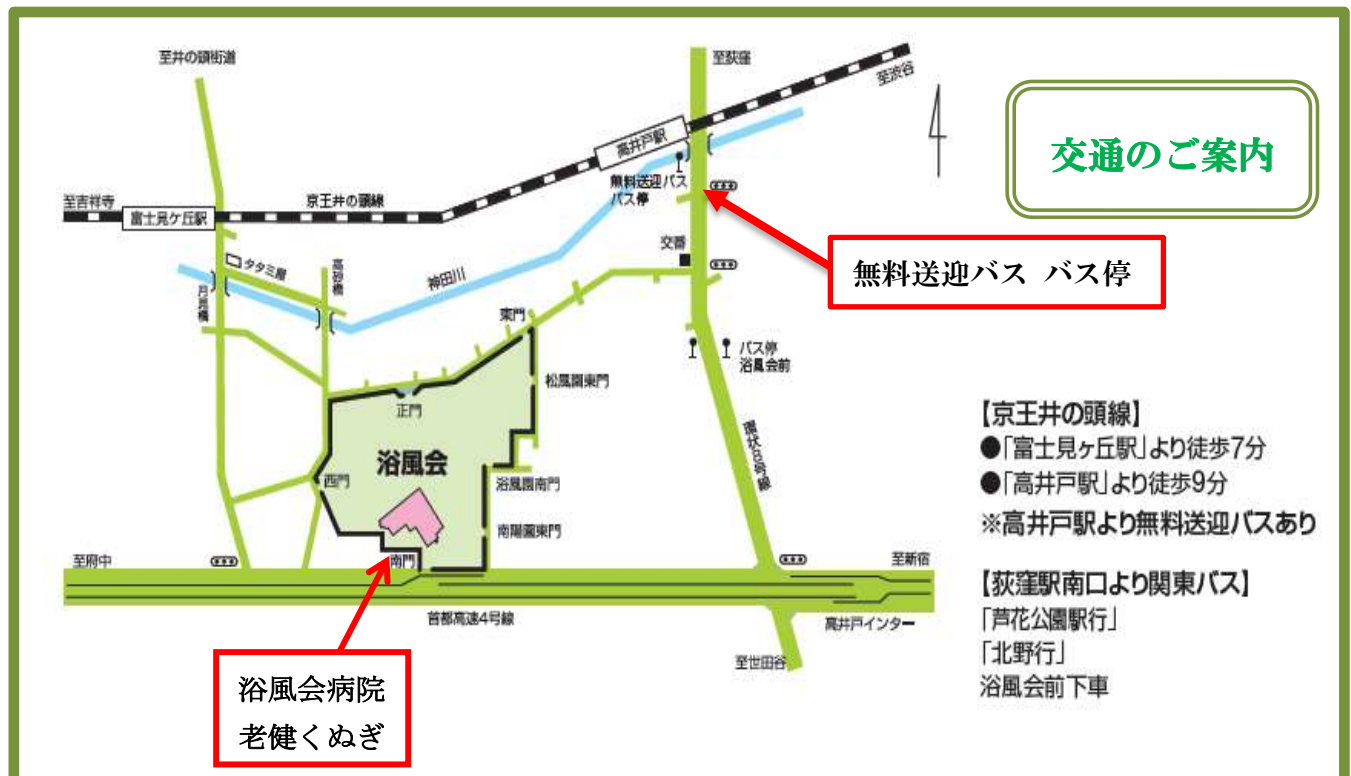 至井の頭街道
至荻窪
至渋谷
交通のご案内
高井戸駅
無料送迎バス
バス停
至吉祥寺
京王井の頭線
富士見ケ丘駅
無料送迎バス バス停
交番
タタミ屋
高砂橋
神田川
月見橋
東門
バス停
浴風会前
松風園東門
正門
環状8号線
浴風会
西門
浴風園南門
南陽園東門
【京王井の頭線】
●「富士見ヶ丘駅」より徒歩7分
●「高井戸駅」より徒歩9分
※高井戸駅より無料送迎バスあり
至府中
南門
至新宿
首都高速4号線
高井戸インター
至世田谷
【荻窪駅南口より関東バス】
「芦花公園駅行」
「北野行」
浴風会前下車
浴風会病院
老健くぬぎ